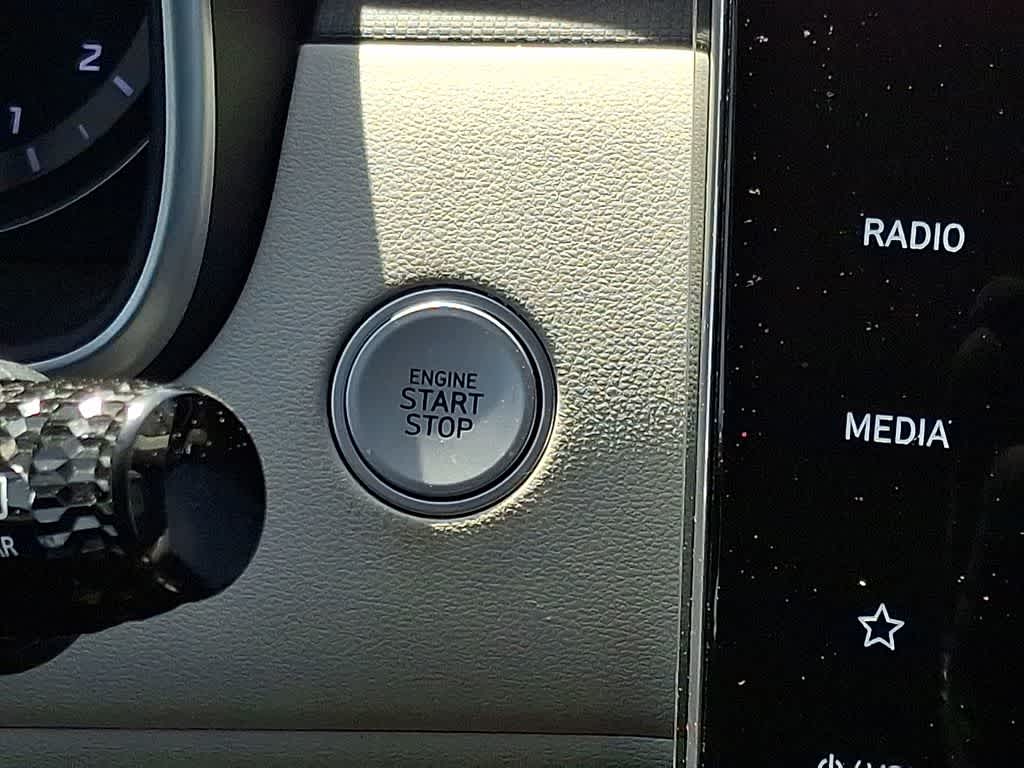 2
1
RADIO
ENGINE
START
STOP
MEDIA